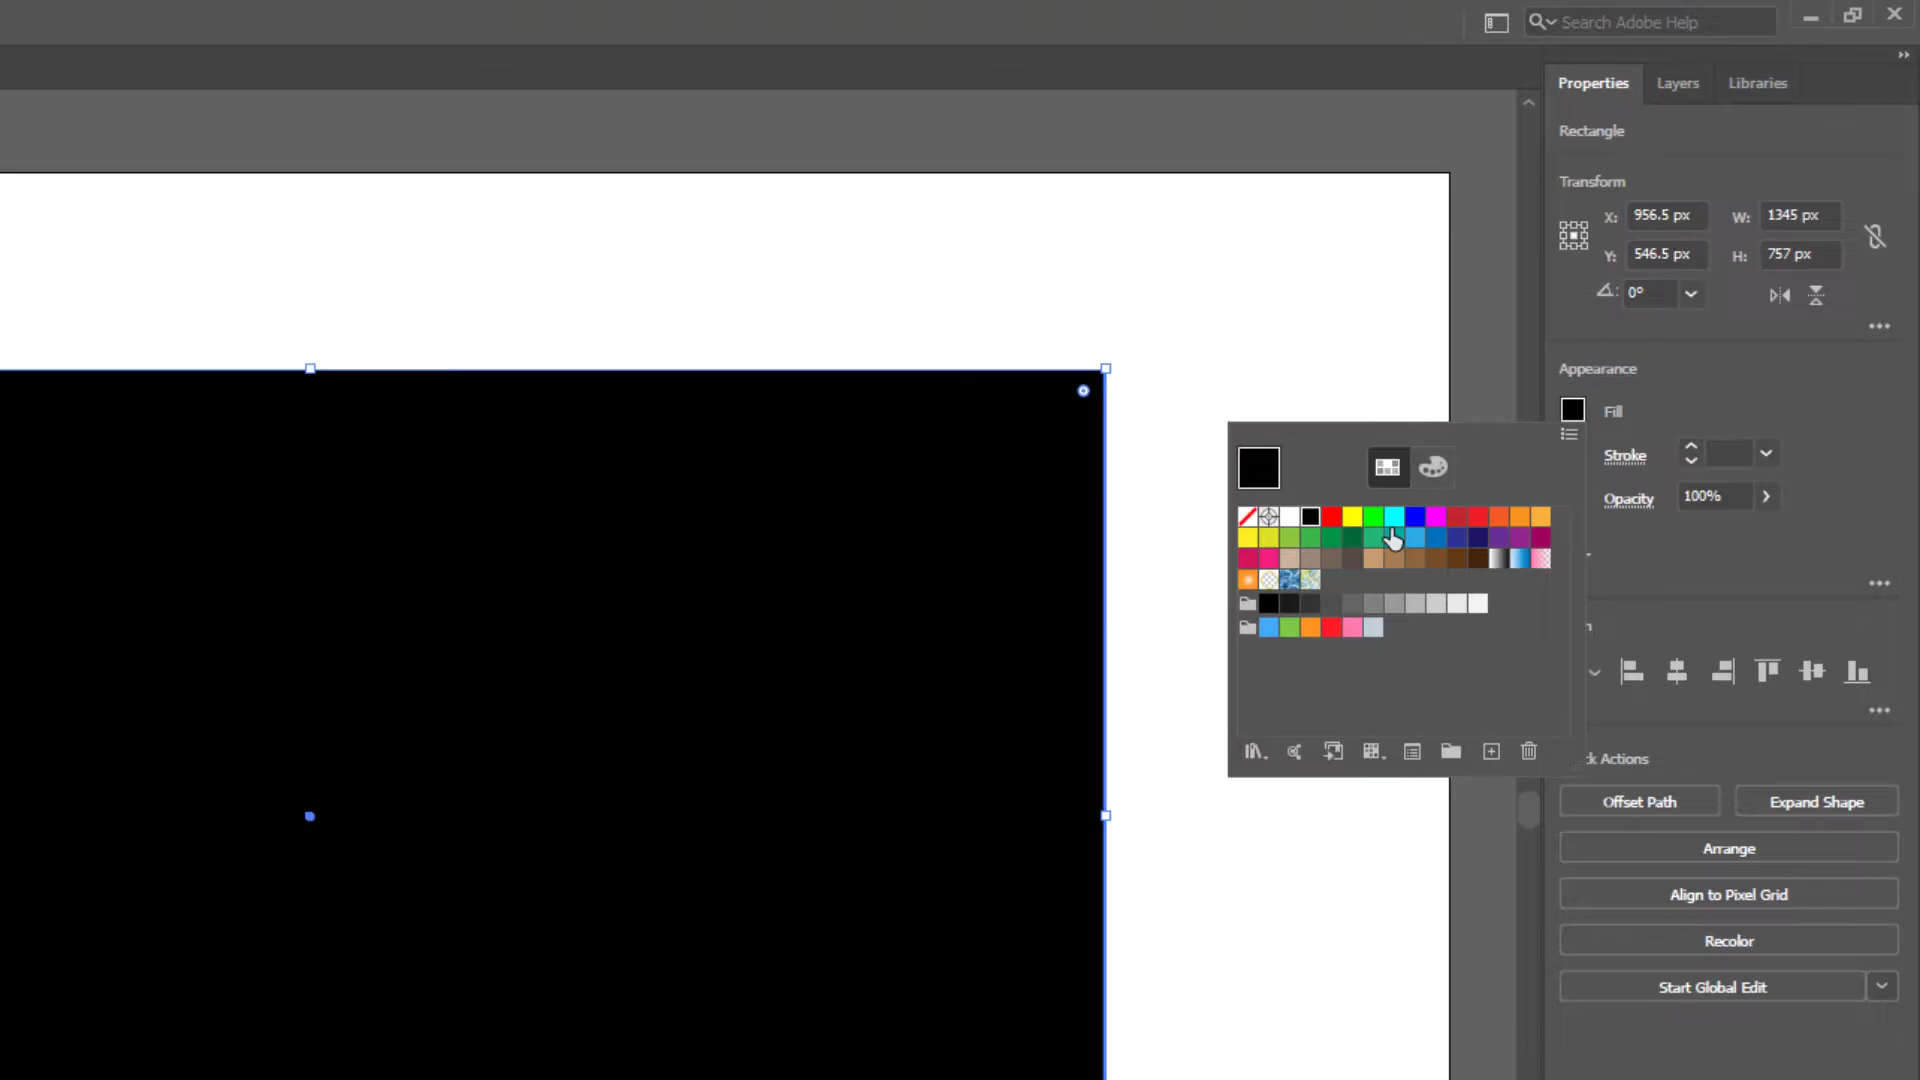 Search Adobe Help
Properties Layers Libraries
Rectangle
Transform
X: 956.5 px W: 1345 px
Y: 546.5 px H: 757 px
0°
Appearance
Fill
Stroke
Opacity 100%
Actions
Offset Path Expand Shape
Arrange
Align to Pixel Grid
Recolor
Start Global Edit